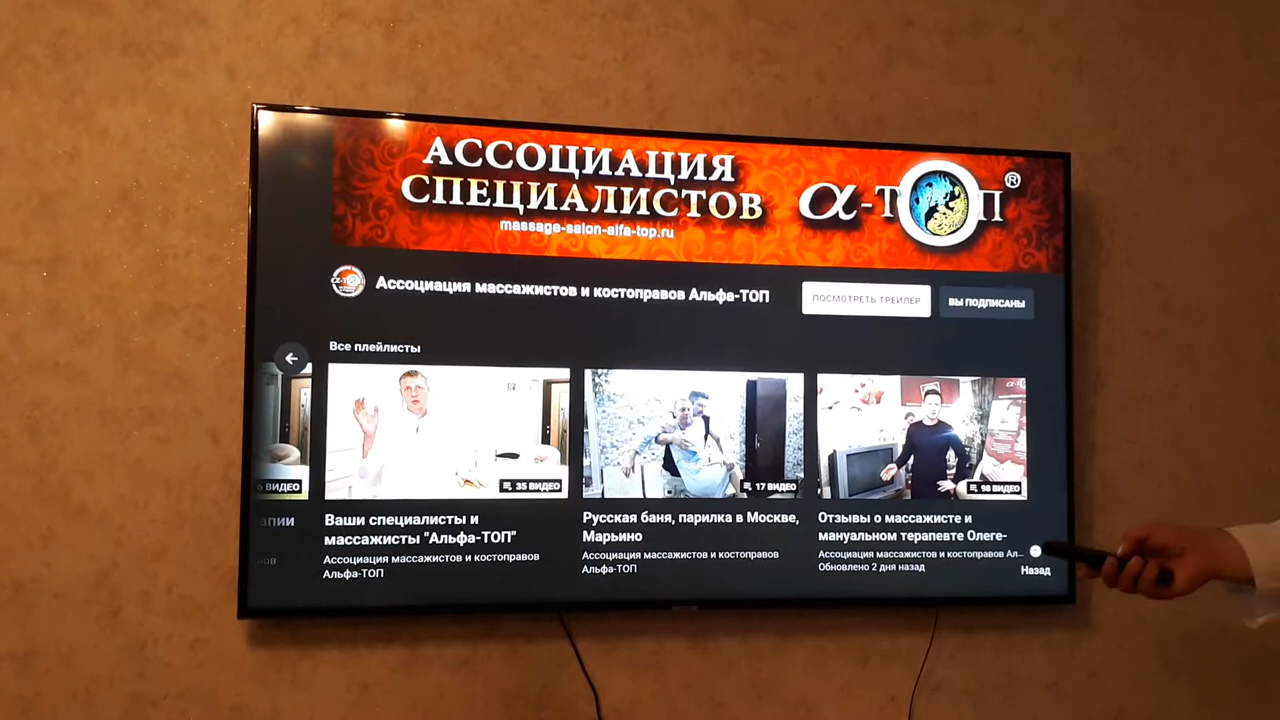 АССОЦИАЦИЯ
СПЕЦИАЛИСТОВ
α-ТОП®
massage-salon-alfa-top.ru
Ассоциация массажистов и костоправов Альфа-ТОП
ПОСМОТРЕТЬ ТРЕЙЛЕР
ВЫ ПОДПИСАНЫ
Все плейлисты
6 ВИДЕО
35 ВИДЕО
17 ВИДЕО
98 ВИДЕО
апии
нов
Ваши специалисты и
массажисты "Альфа-ТОП"
Ассоциация массажистов и костоправов
Альфа-ТОП
Русская баня, парилка в Москве,
Марьино
Ассоциация массажистов и костоправов
Альфа-ТОП
Отзывы о массажисте и
мануальном терапевте Олеге-
Ассоциация массажистов и костоправов Ал...
Обновлено 2 дня назад
Назад